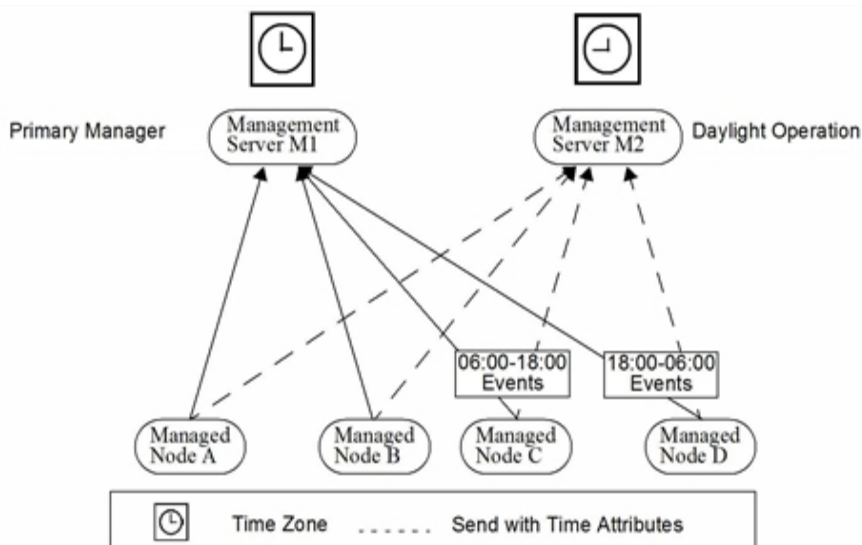 Primary Manager
Management
Server M1
Management
Server M2
Daylight Operation
06:00-18:00
Events
18:00-06:00
Events
Managed
Node A
Managed
Node B
Managed
Node C
Managed
Node D
Time Zone
Send with Time Attributes